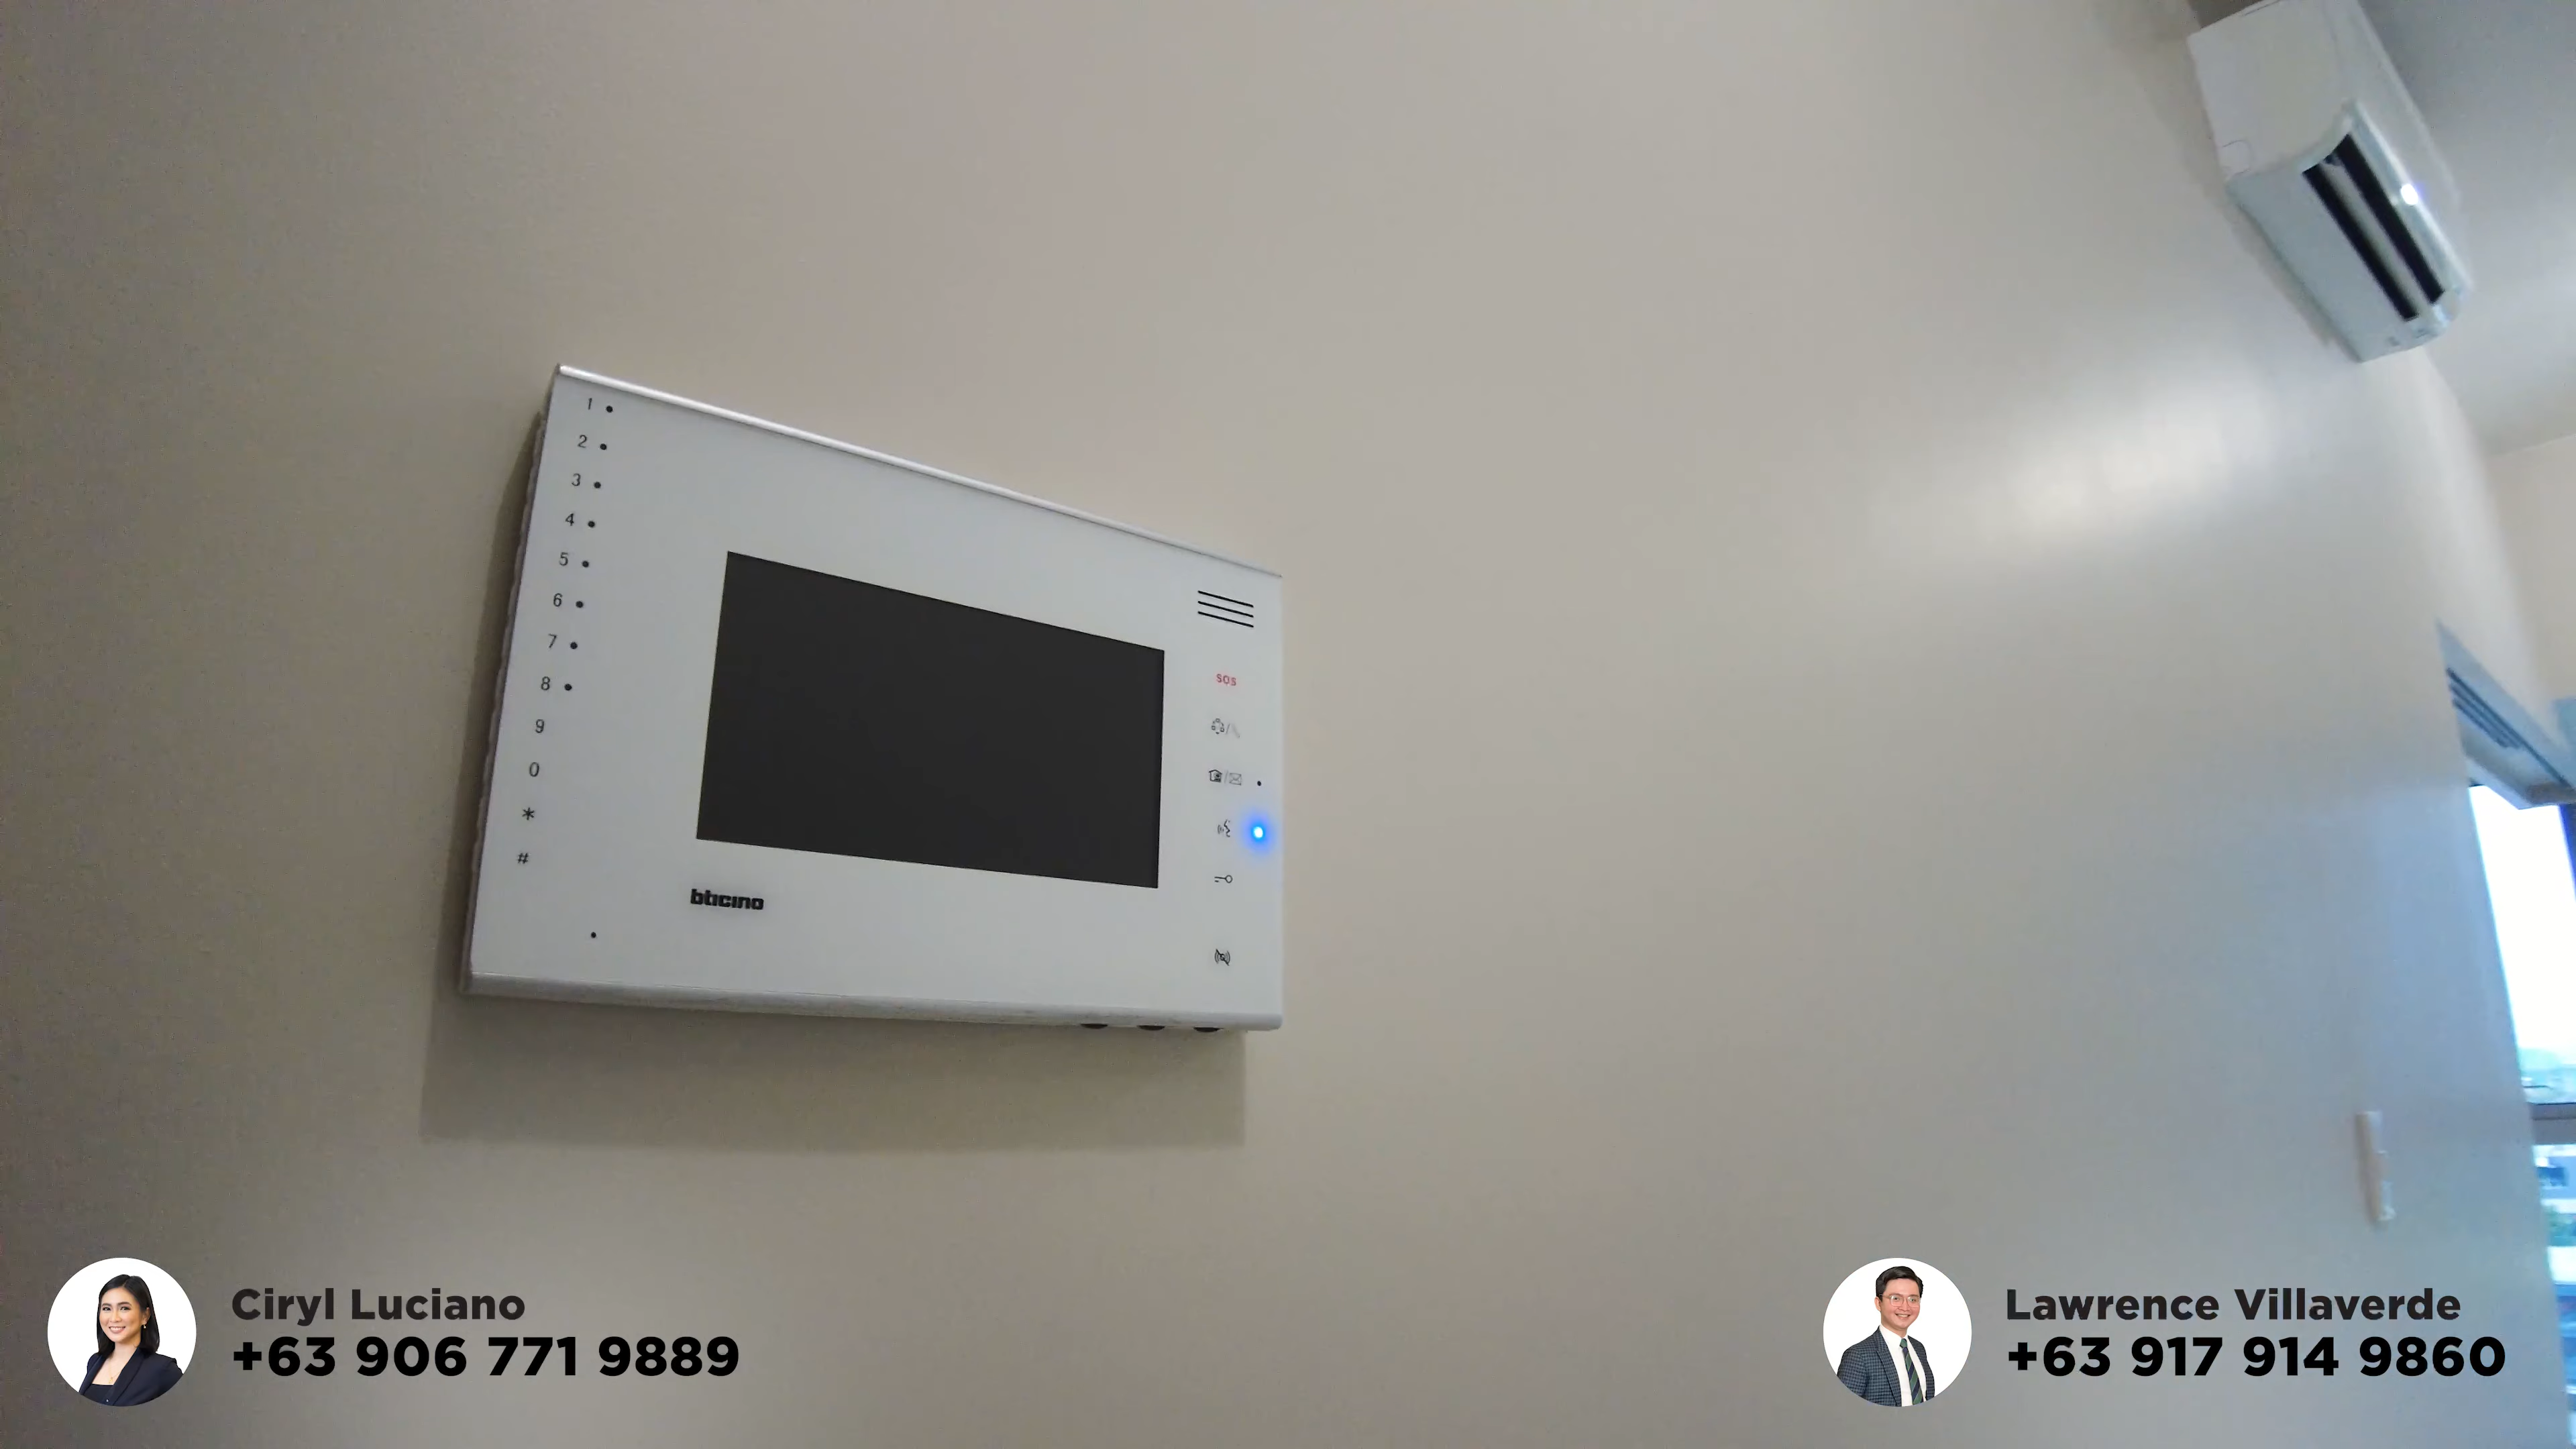 1
2
3
4
5
6
7
8
9
0
*
#
bticino
SOS
Ciryl Luciano
+63 906 771 9889
Lawrence Villaverde
+63 917 914 9860